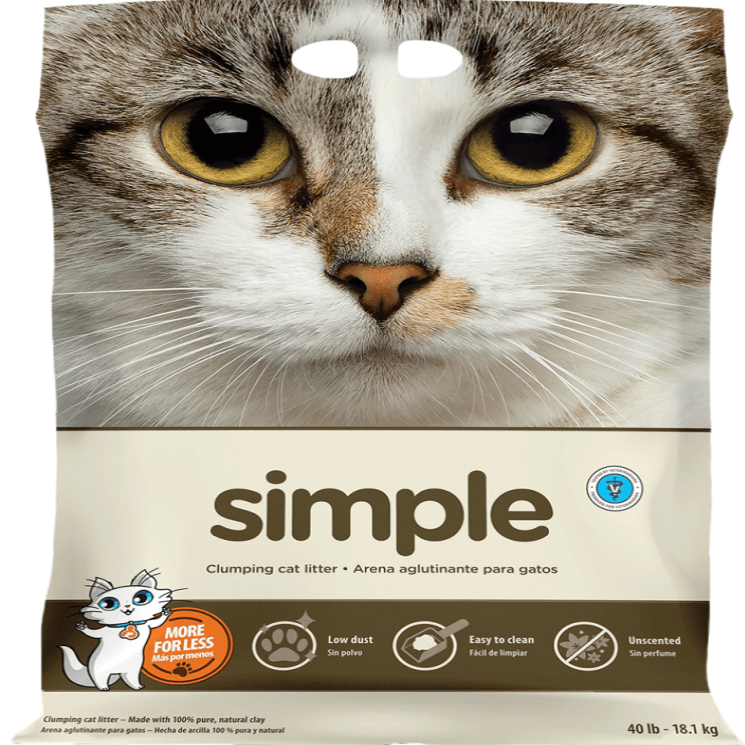 simple
Clumping cat litter • Arena aglutinante para gatos
MORE
FOR LESS
Más por menos
Low dust
Sin polvo
Easy to clean
Fácil de limpiar
Unscented
Sin perfume
Clumping cat litter – Made with 100% pure, natural clay
Arena aglutinante para gatos – Hecha de arcilla 100 % pura y natural
40 lb - 18.1 kg